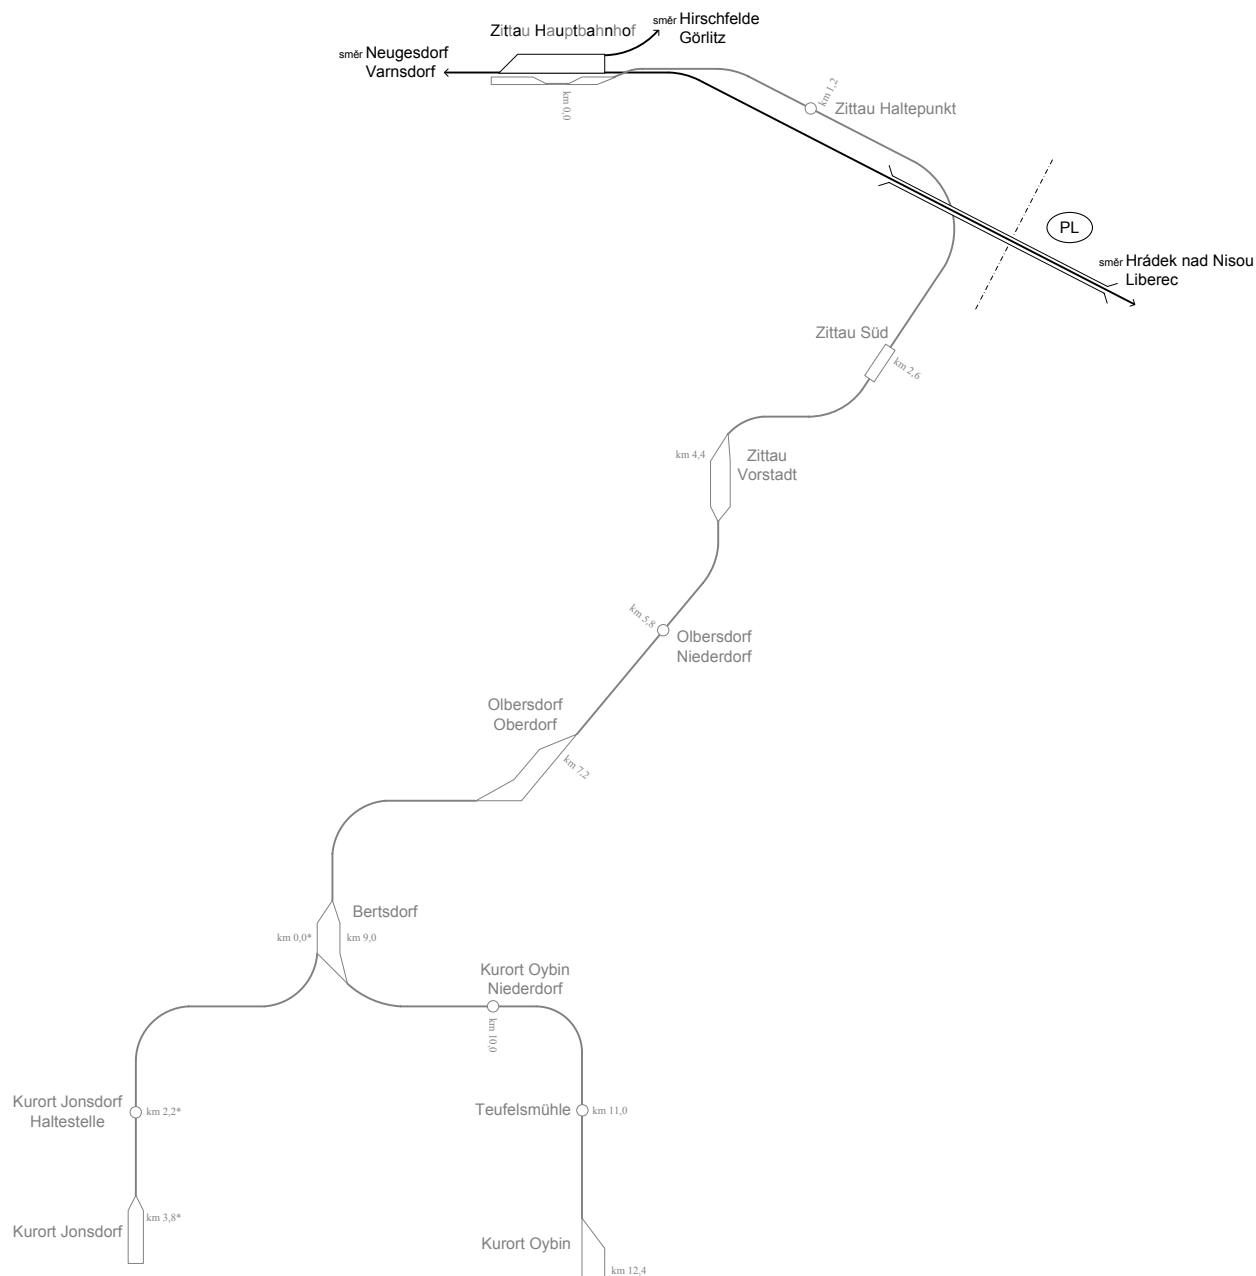 Zittau Hauptbahnhof
směr Hirschfelde
Görlitz
směr Neugesdorf
Varnsdorf
km 0,0
km 1,2
Zittau Haltepunkt
PL
směr Hrádek nad Nisou
Liberec
Zittau Süd
km 2,6
km 4,4
Zittau
Vorstadt
km 5,8
Olbersdorf
Niederdorf
Olbersdorf
Oberdorf
km 7,2
Bertsdorf
km 0,0*
km 9,0
Kurort Oybin
Niederdorf
km 10,0
Kurort Jonsdorf
Haltestelle
km 2,2*
Teufelsmühle
km 11,0
Kurort Jonsdorf
km 3,8*
Kurort Oybin
km 12,4